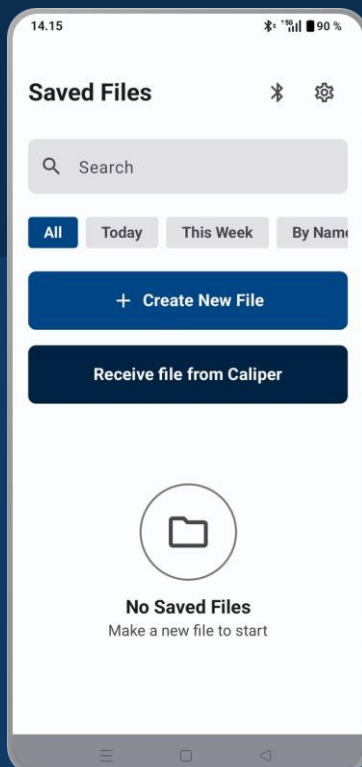 14.15
5G 90 %
Saved Files
Search
All Today This Week By Name
+ Create New File
Receive file from Caliper
No Saved Files
Make a new file to start